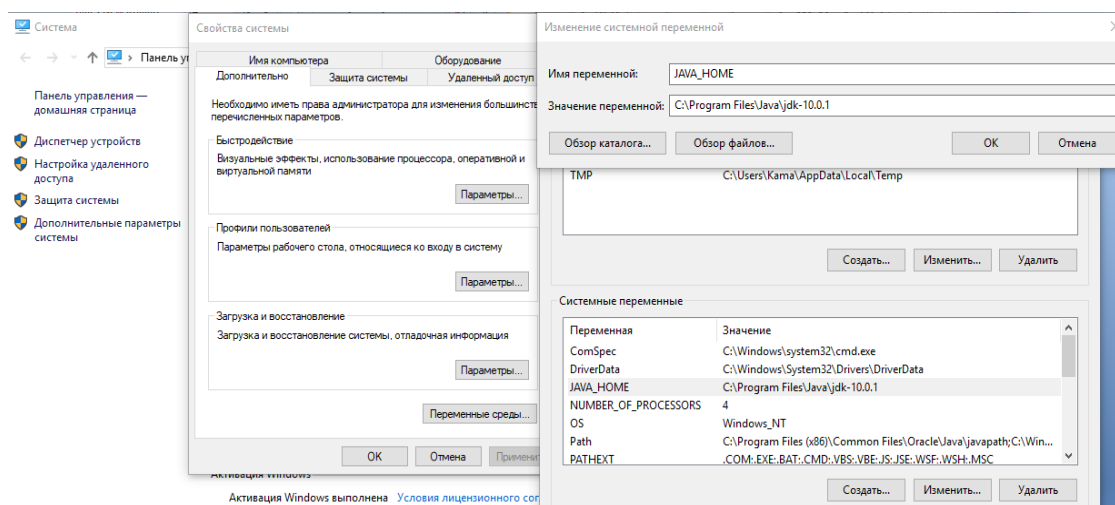 Система
Панель уп
Панель управления —
домашняя страница
Диспетчер устройств
Настройка удаленного
доступа
Защита системы
Дополнительные параметры
системы
Свойства системы
Имя компьютера
Оборудование
Дополнительно
Защита системы
Удаленный доступ
Необходимо иметь права администратора для изменения большинств
перечисленных параметров.
Быстродействие
Визуальные эффекты, использование процессора, оперативной и
виртуальной памяти
Параметры...
Профили пользователей
Параметры рабочего стола, относящиеся ко входу в систему
Параметры...
Загрузка и восстановление
Загрузка и восстановление системы, отладочная информация
Параметры...
Переменные среды...
OK
Отмена
Применит
Активация Windows
Активация Windows выполнена Условия лицензионного сог
Изменение системной переменной
Имя переменной:
JAVA_HOME
Значение переменной:
C:\Program Files\Java\jdk-10.0.1
Обзор каталога...
Обзор файлов...
OK
Отмена
TMP C:\Users\Kama\AppData\Local\Temp
Создать...
Изменить...
Удалить
Системные переменные
Переменная Значение
ComSpec C:\Windows\system32\cmd.exe
DriverData C:\Windows\System32\Drivers\DriverData
JAVA_HOME C:\Program Files\Java\jdk-10.0.1
NUMBER_OF_PROCESSORS 4
OS Windows_NT
Path C:\Program Files (x86)\Common Files\Oracle\Java\javapath;C:\Win...
PATHEXT .COM;.EXE;.BAT;.CMD;.VBS;.VBE;.JS;.JSE;.WSF;.WSH;.MSC
Создать...
Изменить...
Удалить